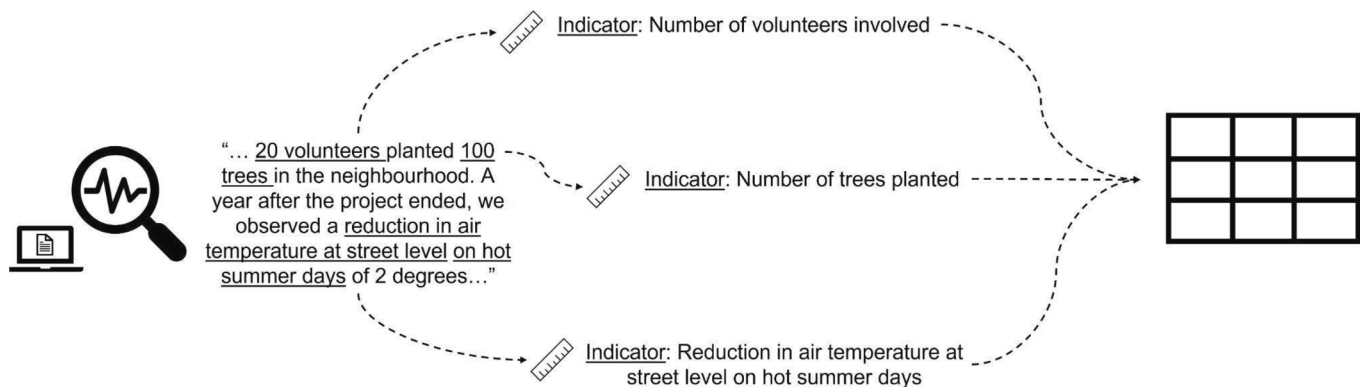 Indicator: Number of volunteers involved
“… 20 volunteers planted 100
trees in the neighbourhood. A
year after the project ended, we
observed a reduction in air
temperature at street level on hot
summer days of 2 degrees…”
Indicator: Number of trees planted
Indicator: Reduction in air temperature at
street level on hot summer days